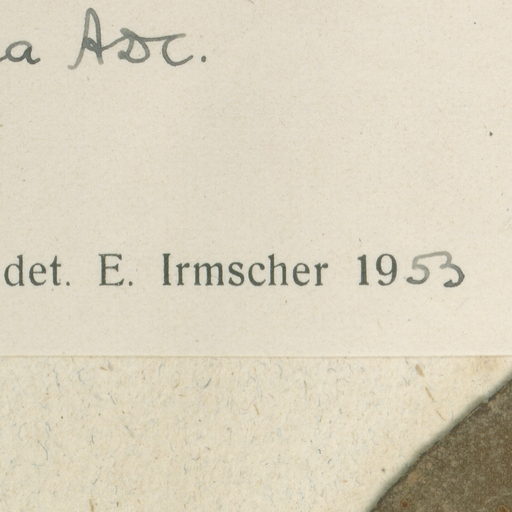 a ADC.
det. E. Irmscher 1953